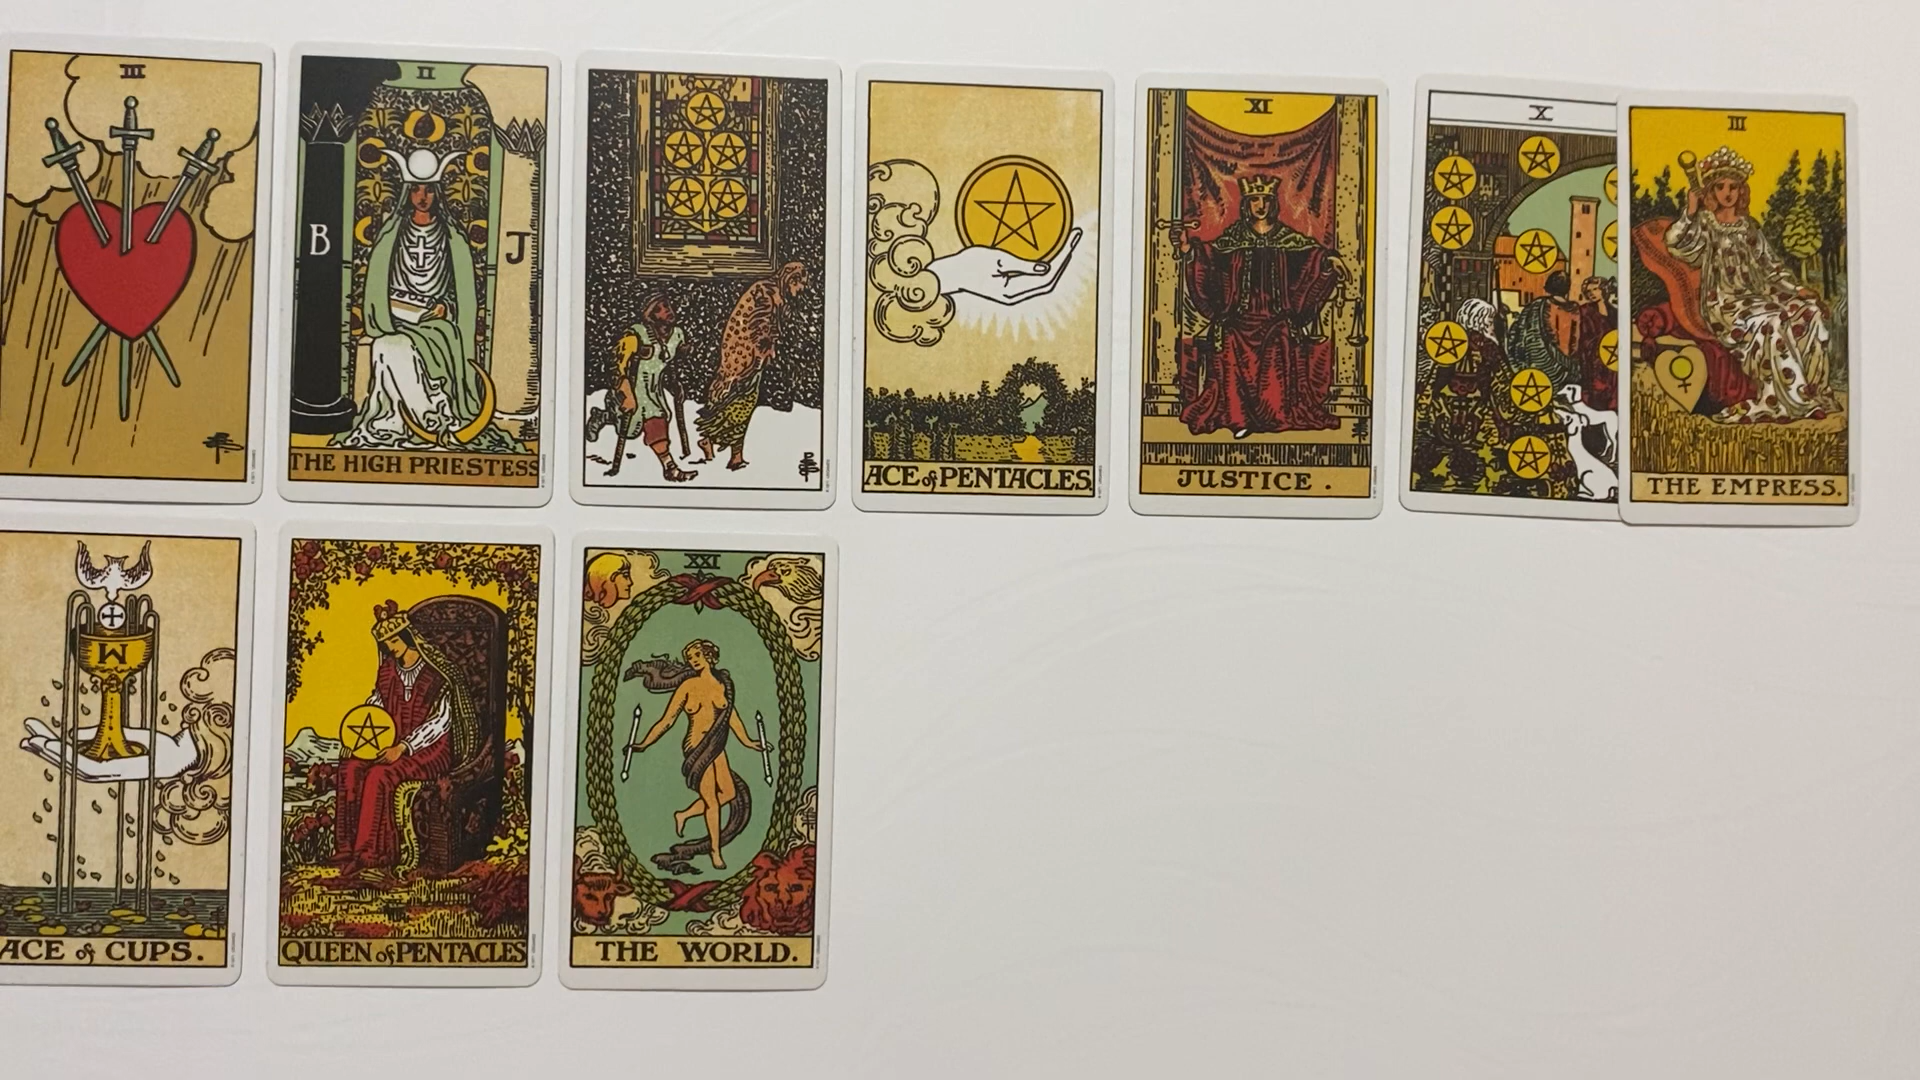 III
II
B
J
THE HIGH PRIESTESS
ACE of PENTACLES.
XI
JUSTICE .
X
III
THE EMPRESS.
W
ACE of CUPS.
QUEEN of PENTACLES
XXI
THE WORLD.